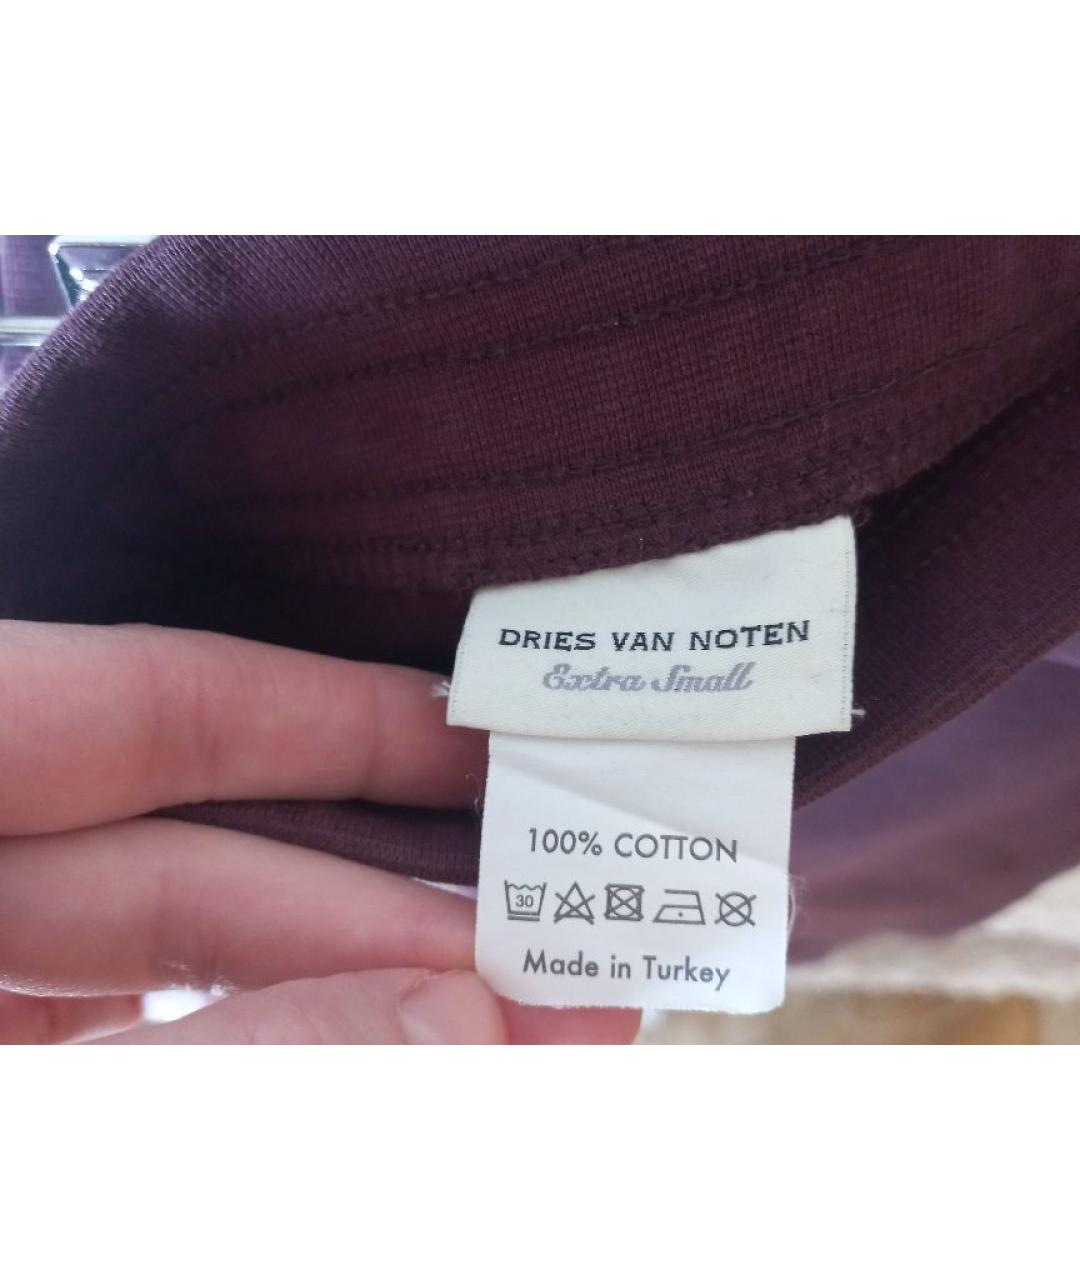 DRIES VAN NOTEN
Extra Small
100% COTTON
30
Made in Turkey